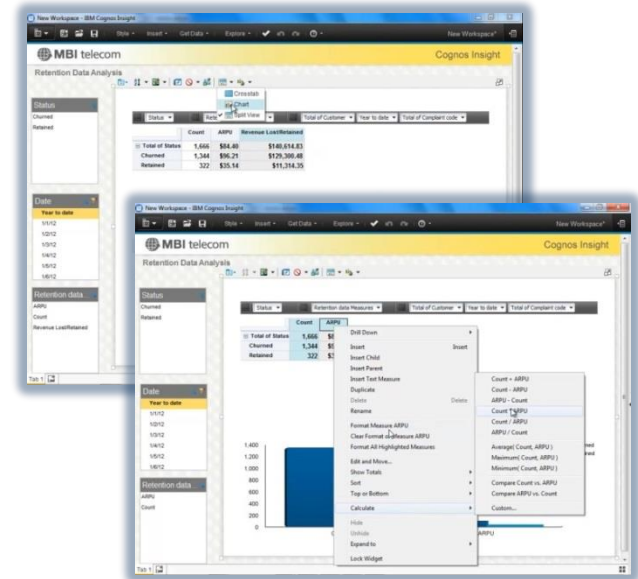 New Workspace - IBM Cognos Insight
Style Insert Get Data Explore New Workspace*
MBI telecom Cognos Insight
Retention Data Analysis
Crosstab
Chart
Split View
Status
Churned
Retained
Status Total of Customer Year to date Total of Complaint code
Count ARPU Revenue Lost/Retained
Total of Status 1,666 $84.40 $140,614.83
Churned 1,344 $96.21 $129,300.48
Retained 322 $35.14 $11,314.35
Date
Year to date
1/1/12
1/2/12
1/3/12
1/4/12
1/5/12
1/6/12
Retention data
ARPU
Count
Revenue Lost/Retained
Tab 1
New Workspace - IBM Cognos Insight
Style Insert Get Data Explore New Workspace*
MBI telecom Cognos Insight
Retention Data Analysis
Status
Churned
Retained
Status Retention data Measures Total of Customer Year to date Total of Complaint code
Count ARPU
Total of Status 1,666
Churned 1,344
Retained 322
Drill Down
Insert Insert
Insert Child
Insert Parent
Insert Text Measure
Duplicate
Delete Delete
Rename
Format Measure ARPU
Clear Format of Measure ARPU
Format All Highlighted Measures
Edit and Move...
Show Totals
Sort
Top or Bottom
Calculate
Hide
Unhide
Expand to
Lock Widget
Count + ARPU
Count - ARPU
ARPU - Count
Count * ARPU
Count / ARPU
ARPU / Count
Average( Count, ARPU )
Maximum( Count, ARPU )
Minimum( Count, ARPU )
Compare Count vs. ARPU
Compare ARPU vs. Count
Custom...
Date
Year to date
1/1/12
1/2/12
1/3/12
1/4/12
1/5/12
1/6/12
Retention data...
ARPU
Count
1,400
1,200
1,000
800
600
400
200
0
ARPU
Tab 1